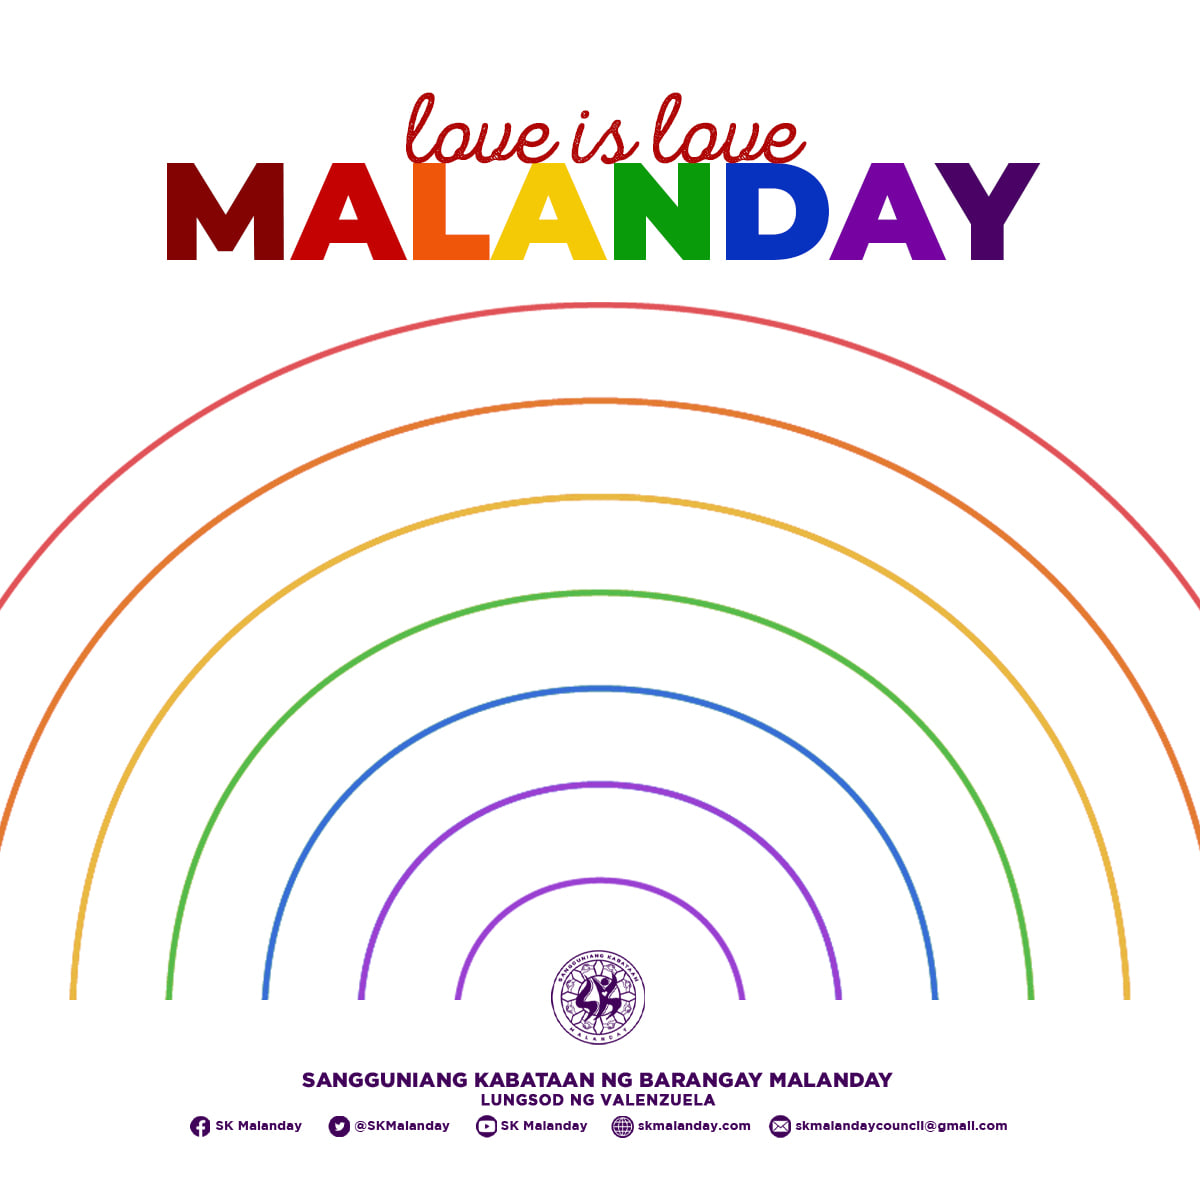 love is love
MALANDAY
SANGGUNIANG KABATAAN
MALANDAY
SANGGUNIANG KABATAAN NG BARANGAY MALANDAY
LUNGSOD NG VALENZUELA
SK Malanday @SKMalanday SK Malanday skmalanday.com skmalandaycouncil@gmail.com